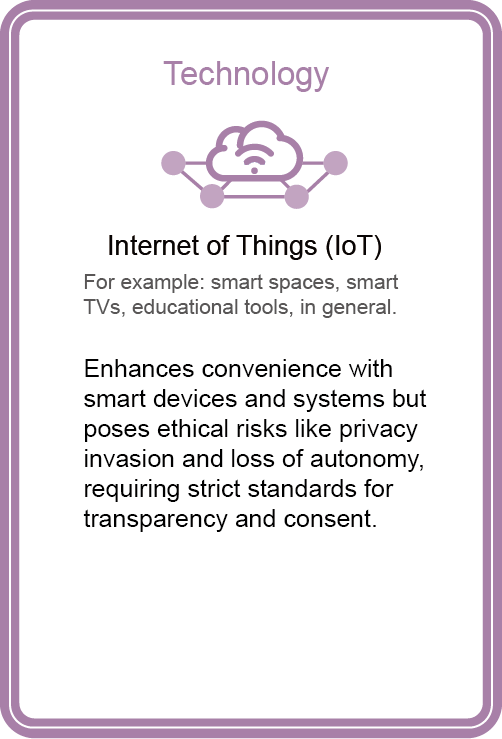 Technology
Internet of Things (IoT)
For example: smart spaces, smart
TVs, educational tools, in general.
Enhances convenience with
smart devices and systems but
poses ethical risks like privacy
invasion and loss of autonomy,
requiring strict standards for
transparency and consent.